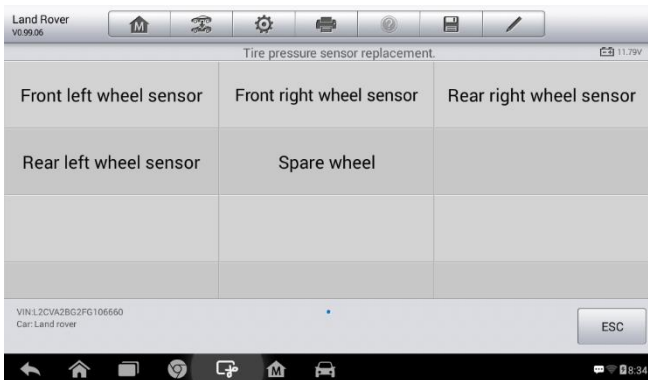 Land Rover
V0.99.06
Tire pressure sensor replacement.
11.79V
Front left wheel sensor
Front right wheel sensor
Rear right wheel sensor
Rear left wheel sensor
Spare wheel
VIN:L2CVA2BG2FG106660
Car: Land rover
ESC
8:34